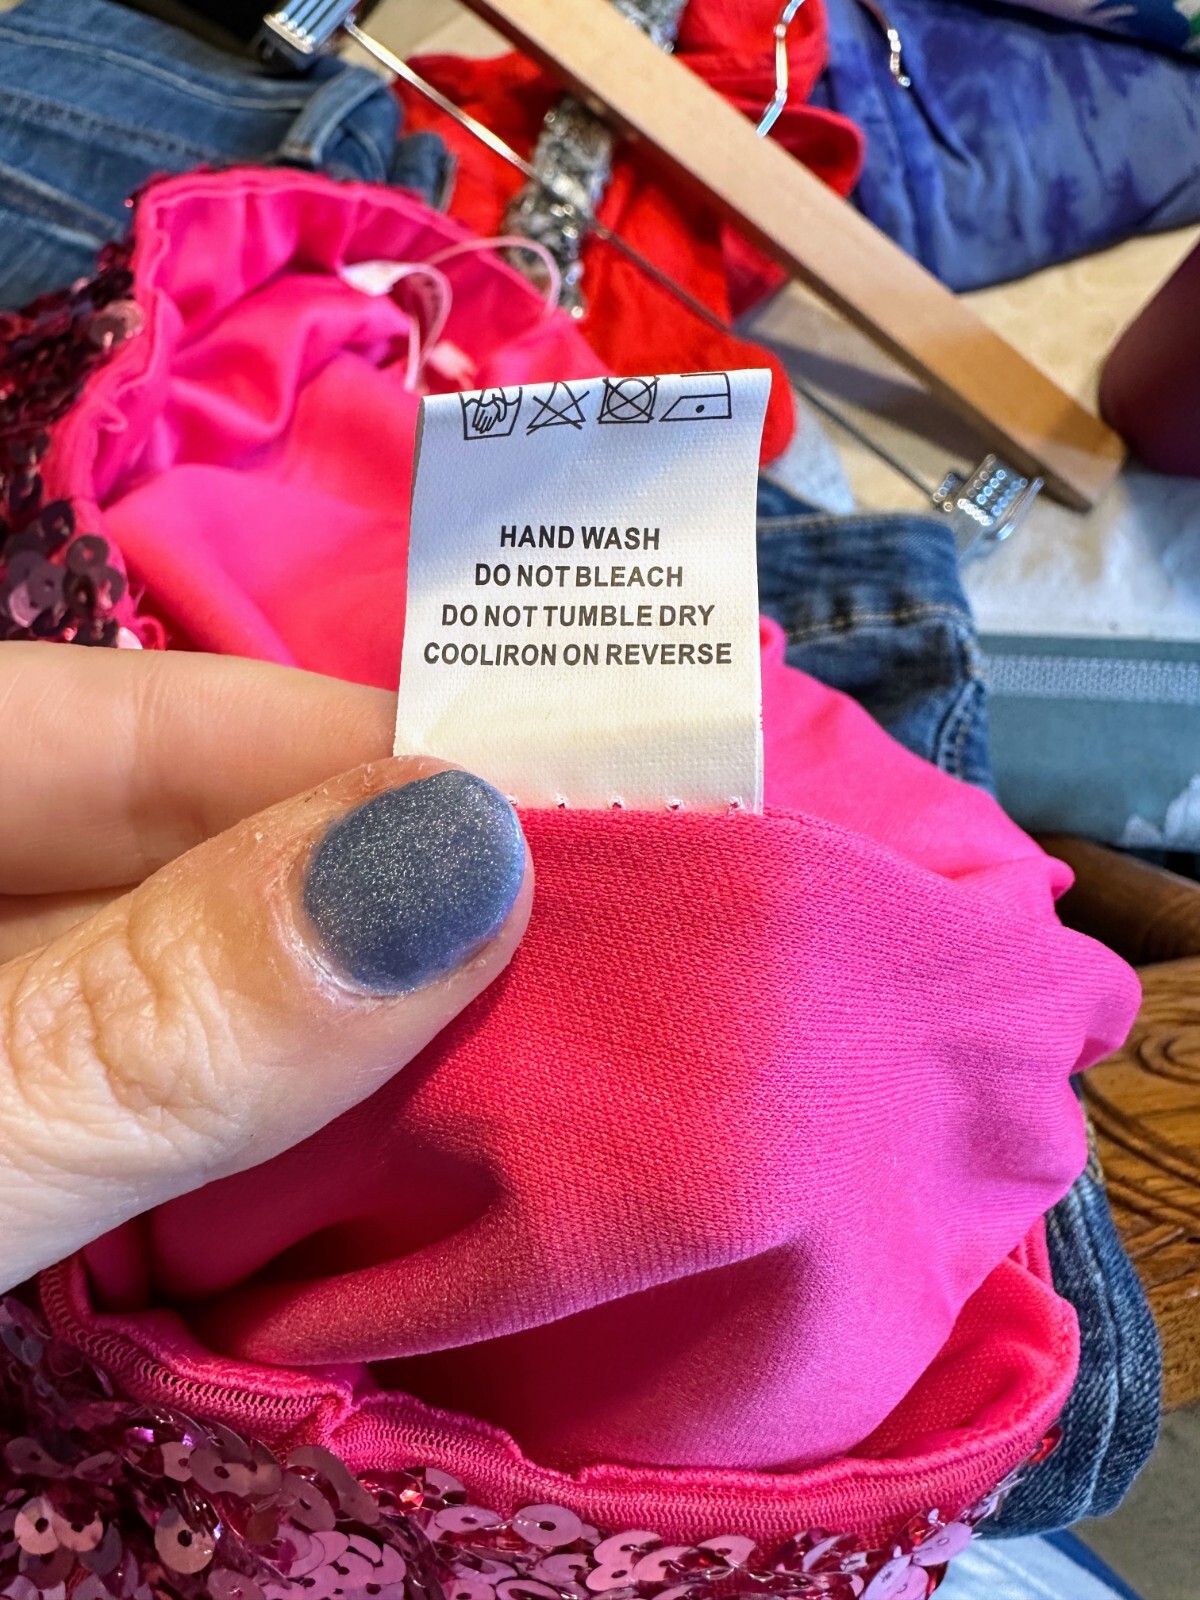 HAND WASH
DO NOT BLEACH
DO NOT TUMBLE DRY
COOLIRON ON REVERSE